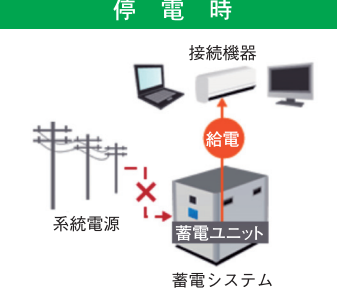 停電時
接続機器
給電
系統電源
蓄電ユニット
蓄電システム